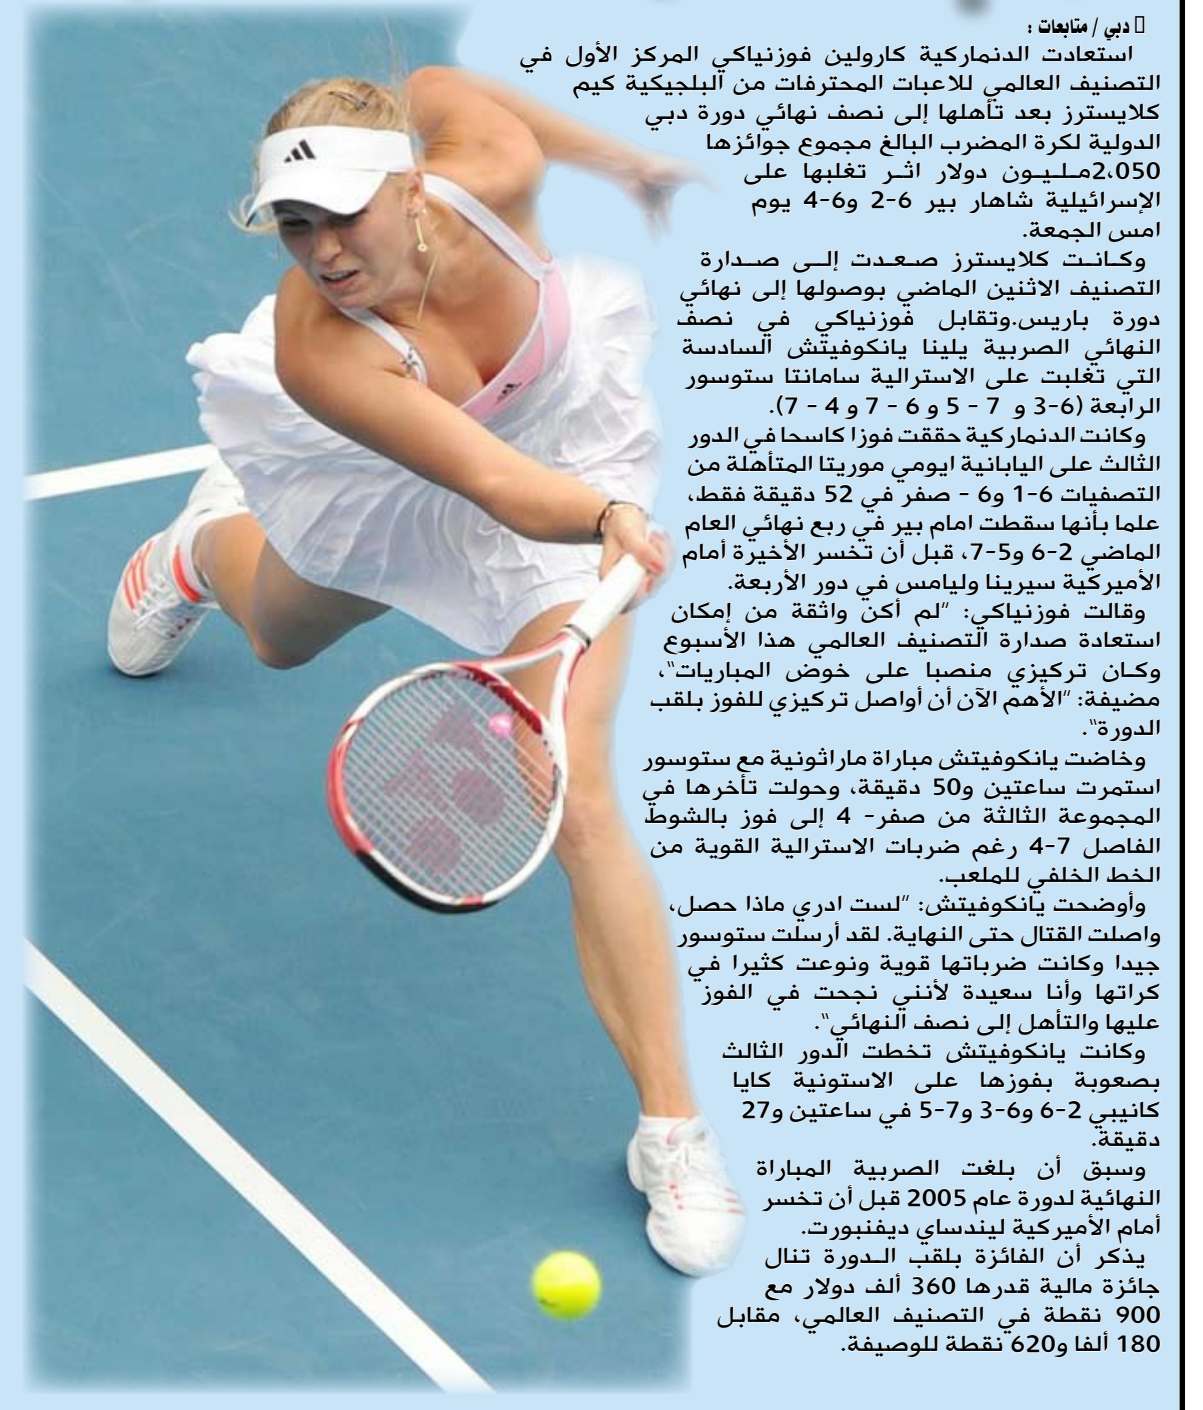 دبي / متابعات :
استعادت الدنماركية كارولين فوزنياكي المركز الأول في
التصنيف العالمي للاعبات المحترفات من البلجيكية كيم
كلايسترز بعد تأهلها إلى نصف نهائي دورة دبي
الدولية لكرة المضرب البالغ مجموع جوائزها
2،050مليون دولار اثر تغلبها على
الإسرائيلية شاهار بير 6-2 و6-4 يوم
امس الجمعة.
وكانت كلايسترز صعدت إلى صدارة
التصنيف الاثنين الماضي بوصولها إلى نهائي
دورة باريس.وتقابل فوزنياكي في نصف
النهائي الصربية يلينا يانكوفيتش السادسة
التي تغلبت على الاسترالية سامانتا ستوسور
الرابعة (6-3 و 7 - 5 و 6 - 7 و 4 - 7).
وكانت الدنماركية حققت فوزا كاسحا في الدور
الثالث على اليابانية ايومي موريتا المتأهلة من
التصفيات 6-1 و6 - صفر في 52 دقيقة فقط،
علما بأنها سقطت امام بير في ربع نهائي العام
الماضي 2-6 و5-7، قبل أن تخسر الأخيرة أمام
الأميركية سيرينا وليامس في دور الأربعة.
وقالت فوزنياكي: "لم أكن واثقة من إمكان
استعادة صدارة التصنيف العالمي هذا الأسبوع
وكان تركيزي منصبا على خوض المباريات"،
مضيفة: "الأهم الآن أن أواصل تركيزي للفوز بلقب
الدورة".
وخاضت يانكوفيتش مباراة ماراثونية مع ستوسور
استمرت ساعتين و50 دقيقة، وحولت تأخرها في
المجموعة الثالثة من صفر- 4 إلى فوز بالشوط
الفاصل 7-4 رغم ضربات الاسترالية القوية من
الخط الخلفي للملعب.
وأوضحت يانكوفيتش: "لست ادري ماذا حصل،
واصلت القتال حتى النهاية. لقد أرسلت ستوسور
جيدا وكانت ضرباتها قوية ونوعت كثيرا في
كراتها وأنا سعيدة لأنني نجحت في الفوز
عليها والتأهل إلى نصف النهائي".
وكانت يانكوفيتش تخطت الدور الثالث
بصعوبة بفوزها على الاستونية كايا
كانيبي 2-6 و6-3 و7-5 في ساعتين و27
دقيقة.
وسبق أن بلغت الصربية المباراة
النهائية لدورة عام 2005 قبل أن تخسر
أمام الأميركية ليندساي ديفنبورت.
يذكر أن الفائزة بلقب الدورة تنال
جائزة مالية قدرها 360 ألف دولار مع
900 نقطة في التصنيف العالمي، مقابل
180 ألفا و620 نقطة للوصيفة.